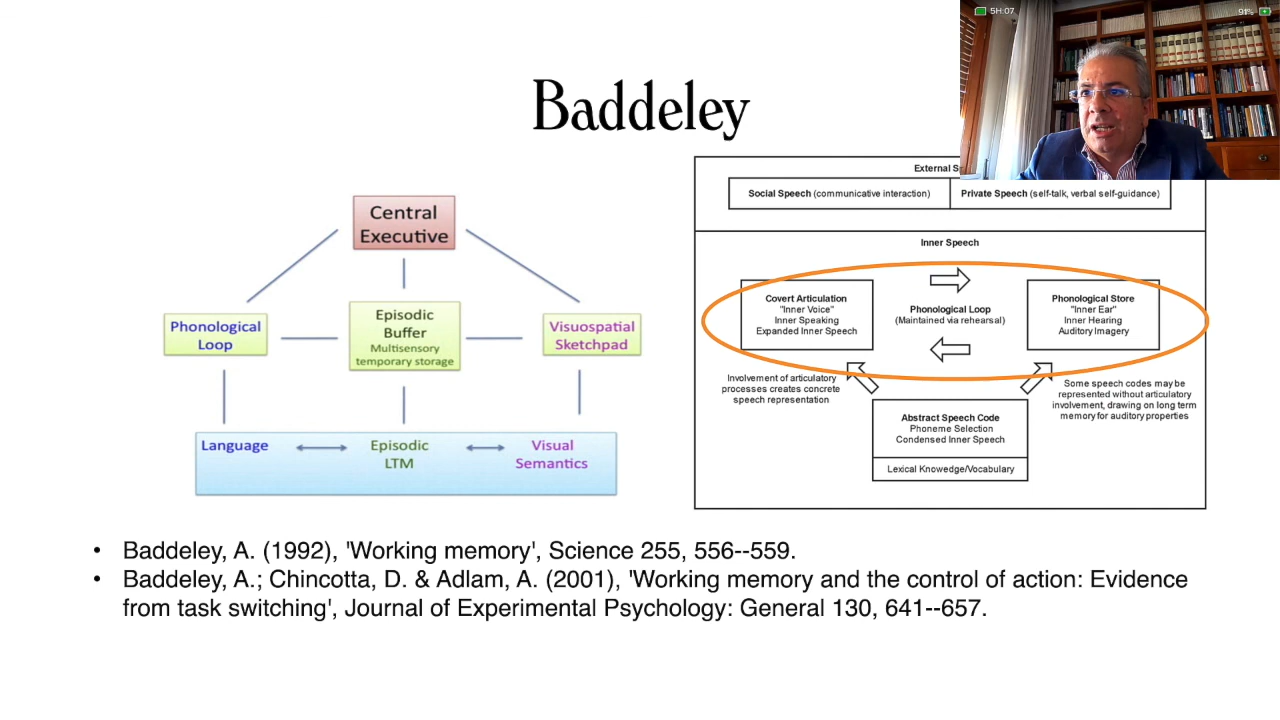 5H:07
91%
Baddeley
Central
Executive
Phonological
Loop
Episodic
Buffer
Multisensory
temporary storage
Visuospatial
Sketchpad
Language
Episodic
LTM
Visual
Semantics
External
Social Speech (communicative interaction)
Private Speech (self-talk, verbal self-guidance)
Inner Speech
Covert Articulation
"Inner Voice"
Inner Speaking
Expanded Inner Speech
Phonological Loop
(Maintained via rehearsal)
Phonological Store
"Inner Ear"
Inner Hearing
Auditory Imagery
Involvement of articulatory
processes creates concrete
speech representation
Some speech codes may be
represented without articulatory
involvement, drawing on long term
memory for auditory properties
Abstract Speech Code
Phoneme Selection
Condensed Inner Speech
Lexical Knowedge/Vocabulary
• Baddeley, A. (1992), 'Working memory', Science 255, 556--559.
• Baddeley, A.; Chincotta, D. & Adlam, A. (2001), 'Working memory and the control of action: Evidence
from task switching', Journal of Experimental Psychology: General 130, 641--657.